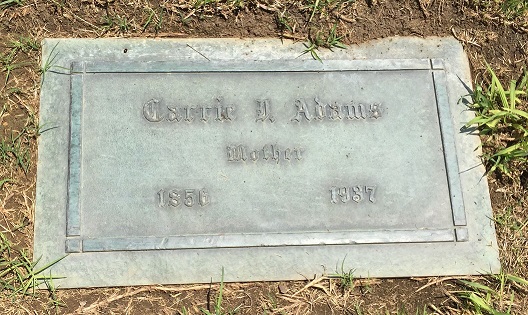 Carrie I. Adams
Mother
1856 1937